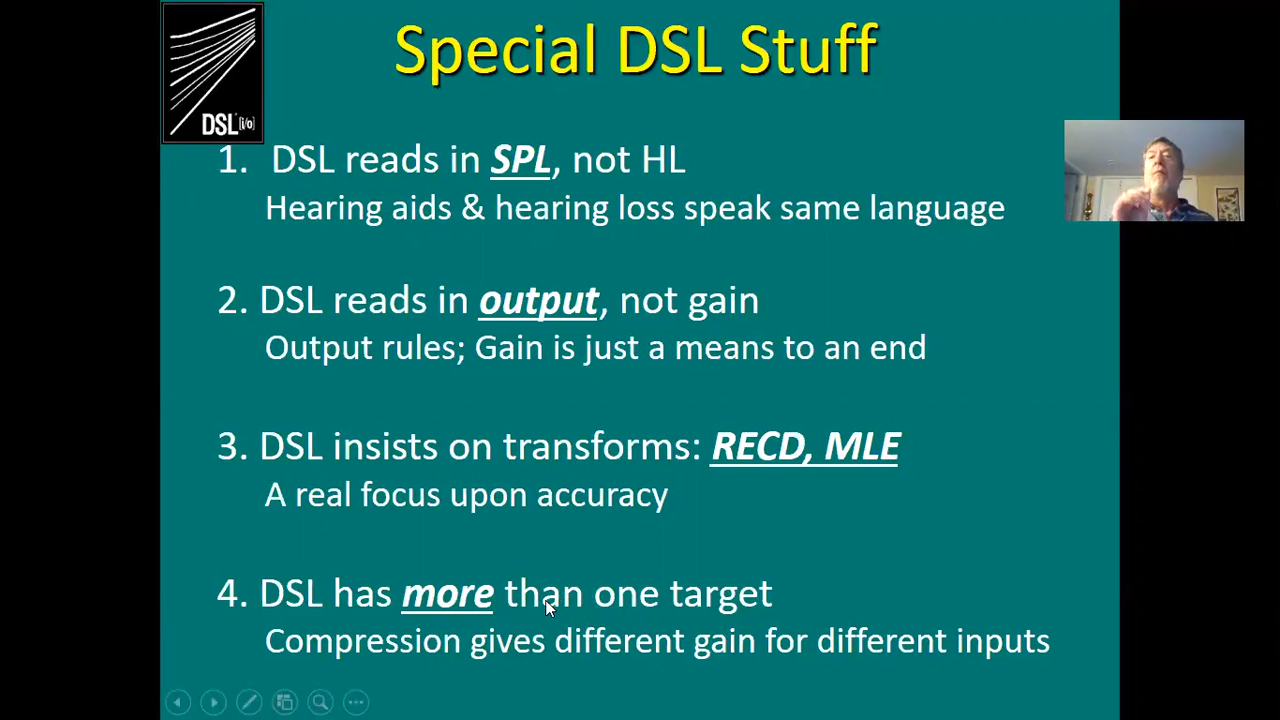 Special DSL Stuff
DSL [i/o]
1. DSL reads in SPL, not HL
Hearing aids & hearing loss speak same language
2. DSL reads in output, not gain
Output rules; Gain is just a means to an end
3. DSL insists on transforms: RECD, MLE
A real focus upon accuracy
4. DSL has more than one target
Compression gives different gain for different inputs